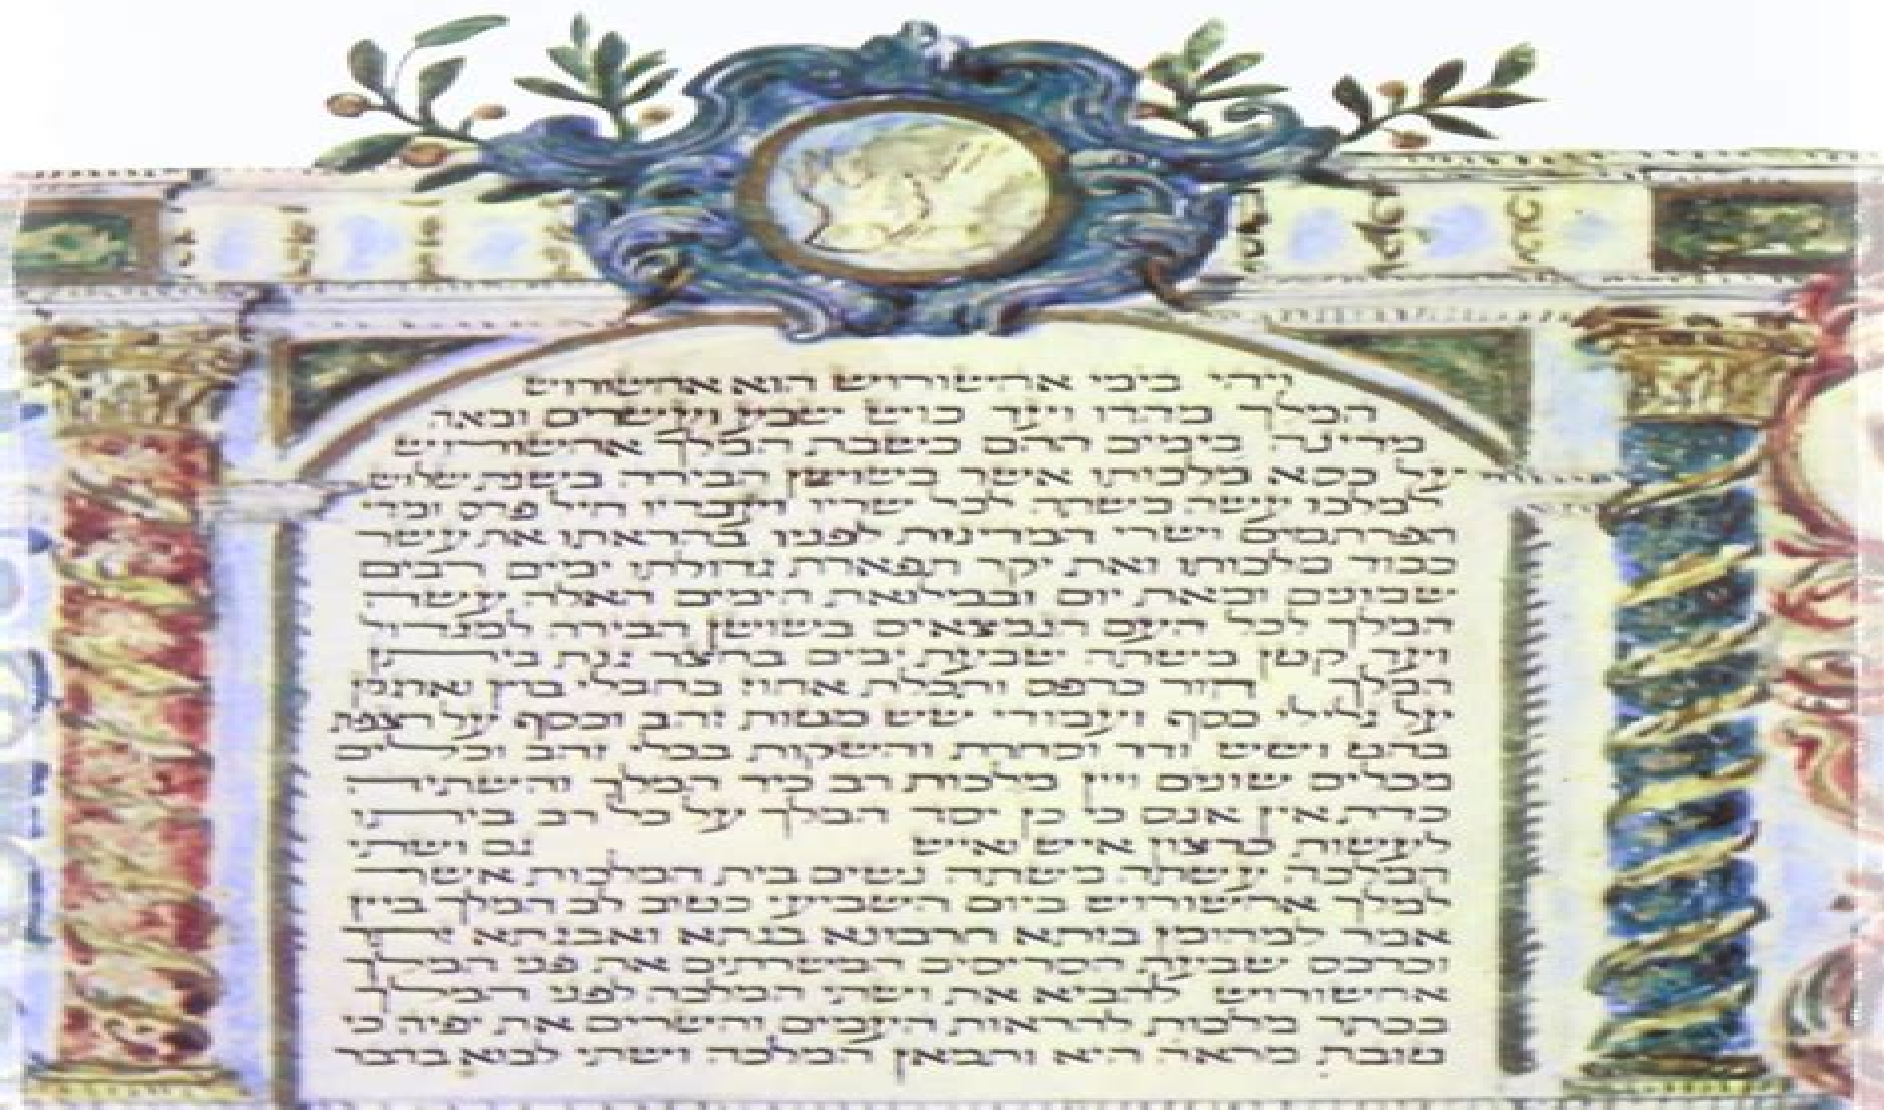 ויהי בימי אחשורוש הוא אחשורוש
המלך מהדו ועד כוש שבע ועשרים ומאה
מדינה בימים ההם כשבת המלך אחשורוש
על כסא מלכותו אשר בשושן הבירה בשנת שלוש
למלכו עשה משתה לכל שריו ועבדיו חיל פרס ומדי
הפרתמים ושרי המדינות לפניו בהראתו את עשר
כבוד מלכותו ואת יקר תפארת גדולתו ימים רבים
שמונים ומאת יום ובמלואת הימים האלה עשה
המלך לכל העם הנמצאים בשושן הבירה למגדול
ועד קטן משתה שבעת ימים בחצר גנת ביתן
המלך חור כרפס ותכלת אחוז בחבלי בוץ
על גלילי כסף ועמודי שש מטות זהב וכסף על רצפת
בהט ושש ודר וסחרת והשקות בכלי זהב וכלים
מכלים שונים ויין מלכות רב כיד המלך והשתיה
כדת אין אנס כי כן יסד המלך על כל רב ביתו
לעשות כרצון איש ואיש גם ושתי
המלכה עשתה משתה נשים בית המלכות אשר
למלך אחשורוש ביום השביעי כטוב לב המלך ביין
אמר למהומן בזתא חרבונא בגתא ואבגתא זתר
וכרכס שבעת הסריסים המשרתים את פני המלך
אחשורוש להביא את ושתי המלכה לפני המלך
בכתר מלכות להראות העמים והשרים את יפיה כי
טובת מראה היא ותמאן המלכה ושתי לבוא בדבר